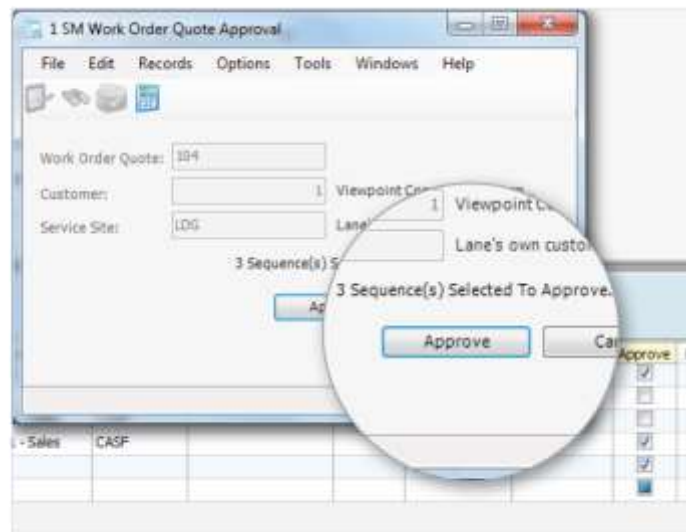 1 SM Work Order Quote Approval
File Edit Records Options Tools Windows Help
Work Order Quote: 104
Customer: 1 Viewpoint
Service Site: LDG
3 Sequence(s)
1 Viewpoint
Lane's own
3 Sequence(s) Selected To Approve.
Approve
Approve
- Sales CASF